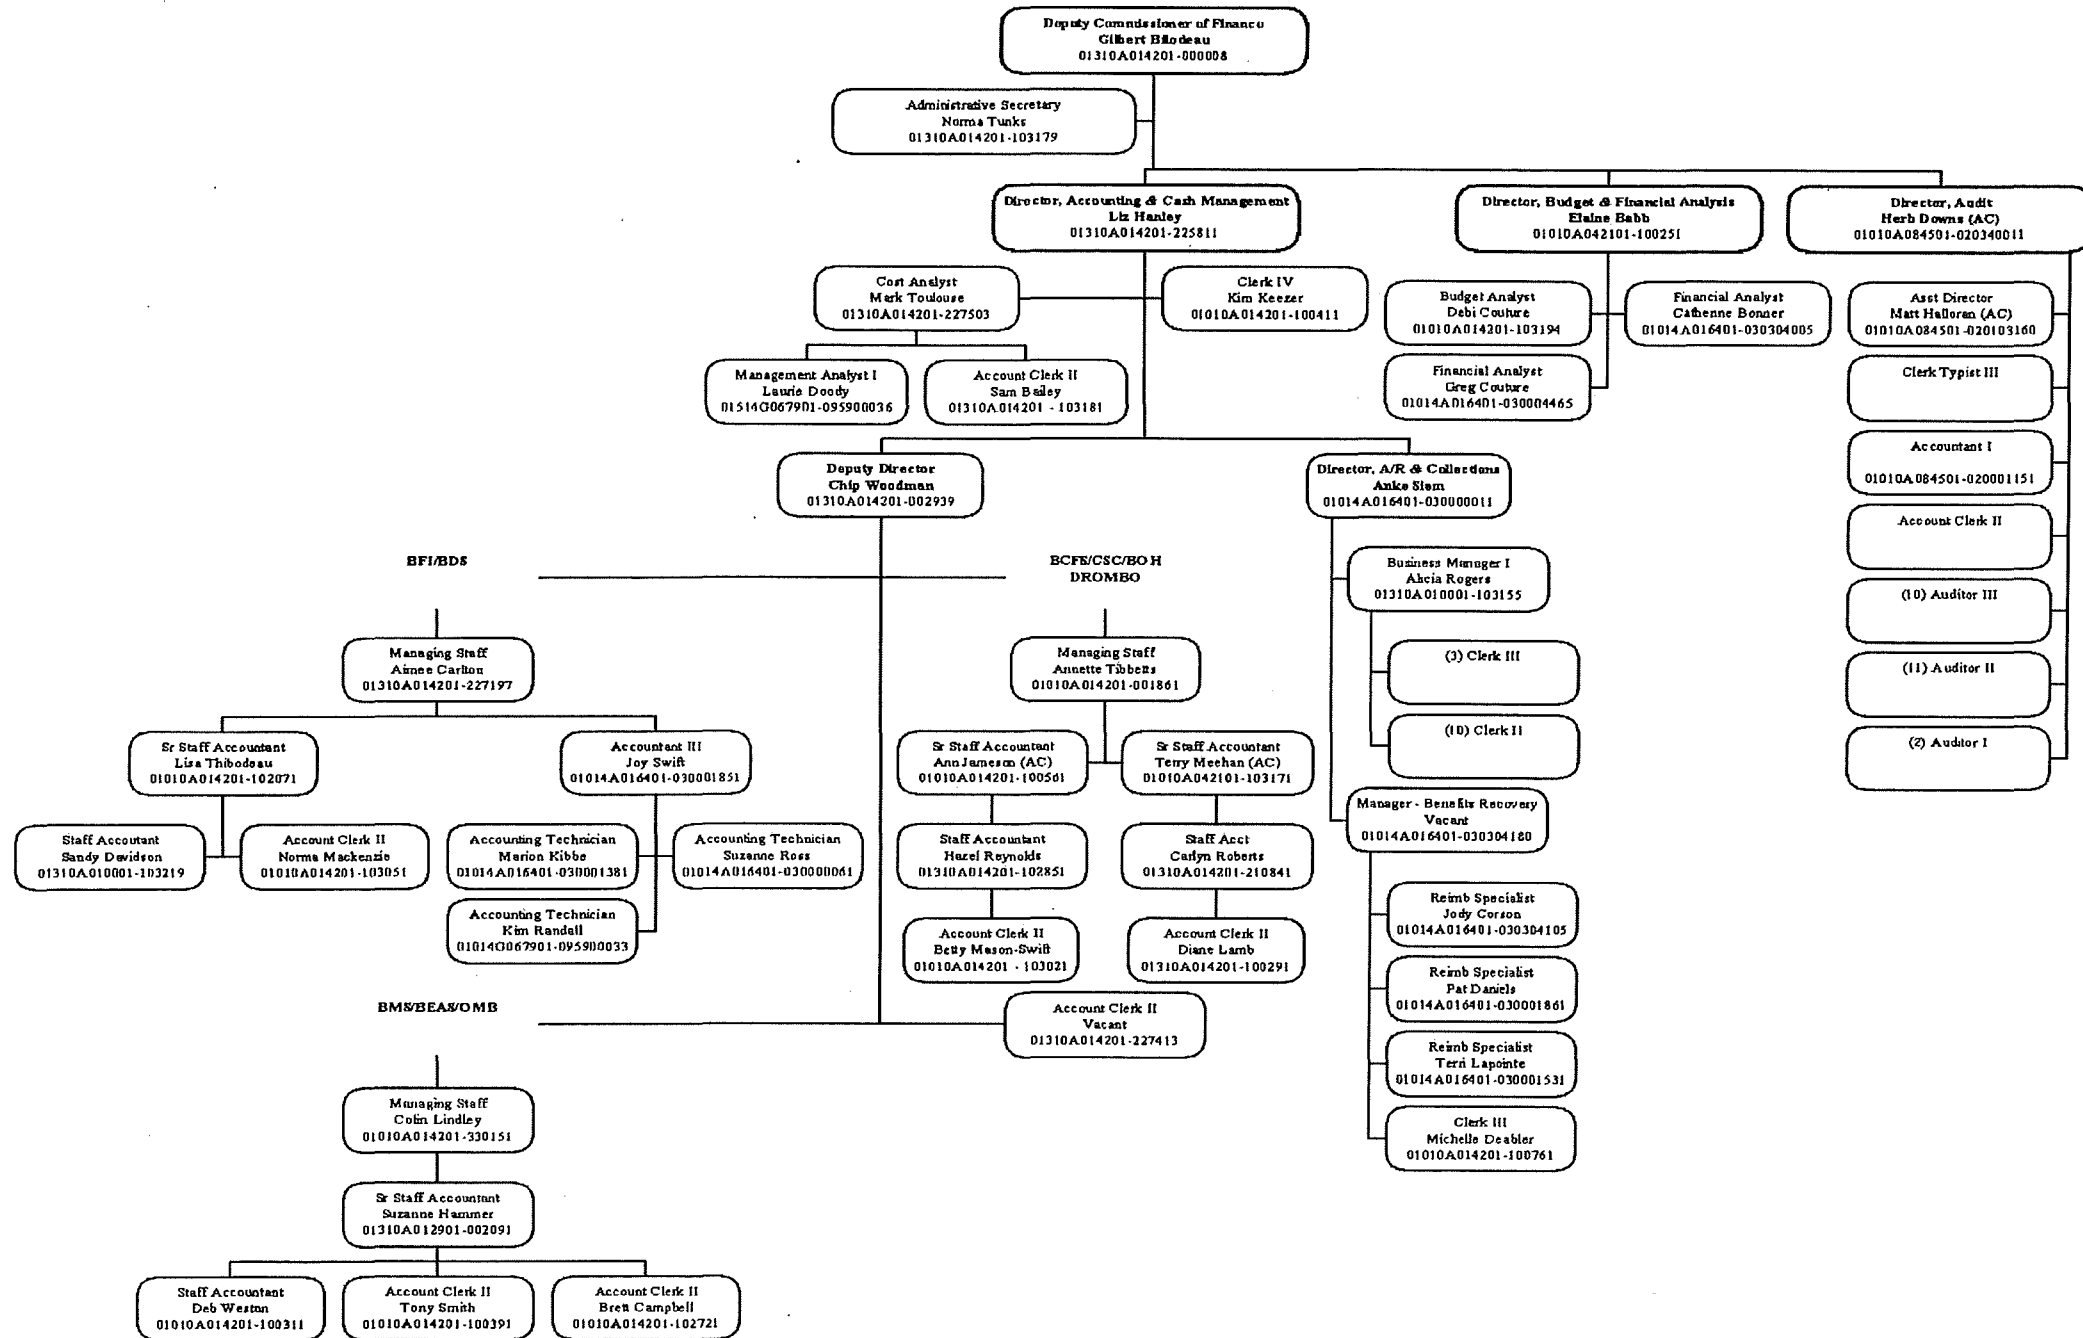 Deputy Commissioner of Finance
Gilbert Bilodeau
01310A014201-000008
Administrative Secretary
Norma Tunks
01310A014201-103179
Director, Accounting & Cash Management
Liz Hanley
01310A014201-225811
Director, Budget & Financial Analysis
Elaine Babb
01010A042101-100251
Director, Audit
Herb Downs (AC)
01010A084501-020340011
Cost Analyst
Mark Toulouse
01310A014201-227503
Clerk IV
Kim Keezer
01010A014201-100411
Budget Analyst
Debi Couture
01010A014201-103194
Financial Analyst
Catherine Bonner
01014A016401-030304005
Asst Director
Matt Halloran (AC)
01010A084501-020103160
Management Analyst I
Laurie Doody
01514G067901-095900036
Account Clerk II
Sam Bailey
01310A014201 - 103181
Financial Analyst
Greg Couture
01014A016401-030004465
Clerk Typist III
Accountant I
01010A084501-020001151
Deputy Director
Chip Woodman
01310A014201-002939
Director, A/R & Collections
Anke Siem
01014A016401-030000011
Account Clerk II
BFI/BDS
BCFS/CSC/BOH
DROMBO
Business Manager I
Alicia Rogers
01310A010001-103155
(10) Auditor III
Managing Staff
Aimee Carlton
01310A014201-227197
Managing Staff
Annette Tibbetts
01010A014201-001861
(3) Clerk III
(11) Auditor II
(10) Clerk II
(2) Auditor I
Sr Staff Accountant
Lisa Thibodeau
01010A014201-102071
Accountant III
Joy Swift
01014A016401-030001851
Sr Staff Accountant
Ann Jameson (AC)
01010A014201-100561
Sr Staff Accountant
Terry Meehan (AC)
01010A042101-103171
Manager - Benefits Recovery
Vacant
01014A016401-030304180
Staff Accoutant
Sandy Davidson
01310A010001-103219
Account Clerk II
Norma Mackenzie
01010A014201-103051
Accounting Technician
Marion Kibbe
01014A016401-030001381
Accounting Technician
Suzanne Ross
01014A016401-030000061
Staff Accountant
Hazel Reynolds
01310A014201-102851
Staff Acct
Carlyn Roberts
01310A014201-210841
Accounting Technician
Kim Randall
01014G067901-095900033
Account Clerk II
Betty Mason-Swift
01010A014201 - 103021
Account Clerk II
Diane Lamb
01310A014201-100291
Reimb Specialist
Jody Corson
01014A016401-030304105
Reimb Specialist
Pat Daniels
01014A016401-030001861
BMS/BEAS/OMB
Account Clerk II
Vacant
01310A014201-227413
Reimb Specialist
Terri Lapointe
01014A016401-030001531
Managing Staff
Colin Lindley
01010A014201-330151
Clerk III
Michelle Deabler
01010A014201-100761
Sr Staff Accountant
Suzanne Hammer
01310A012901-002091
Staff Accountant
Deb Weston
01010A014201-100311
Account Clerk II
Tony Smith
01010A014201-100391
Account Clerk II
Brett Campbell
01010A014201-102721